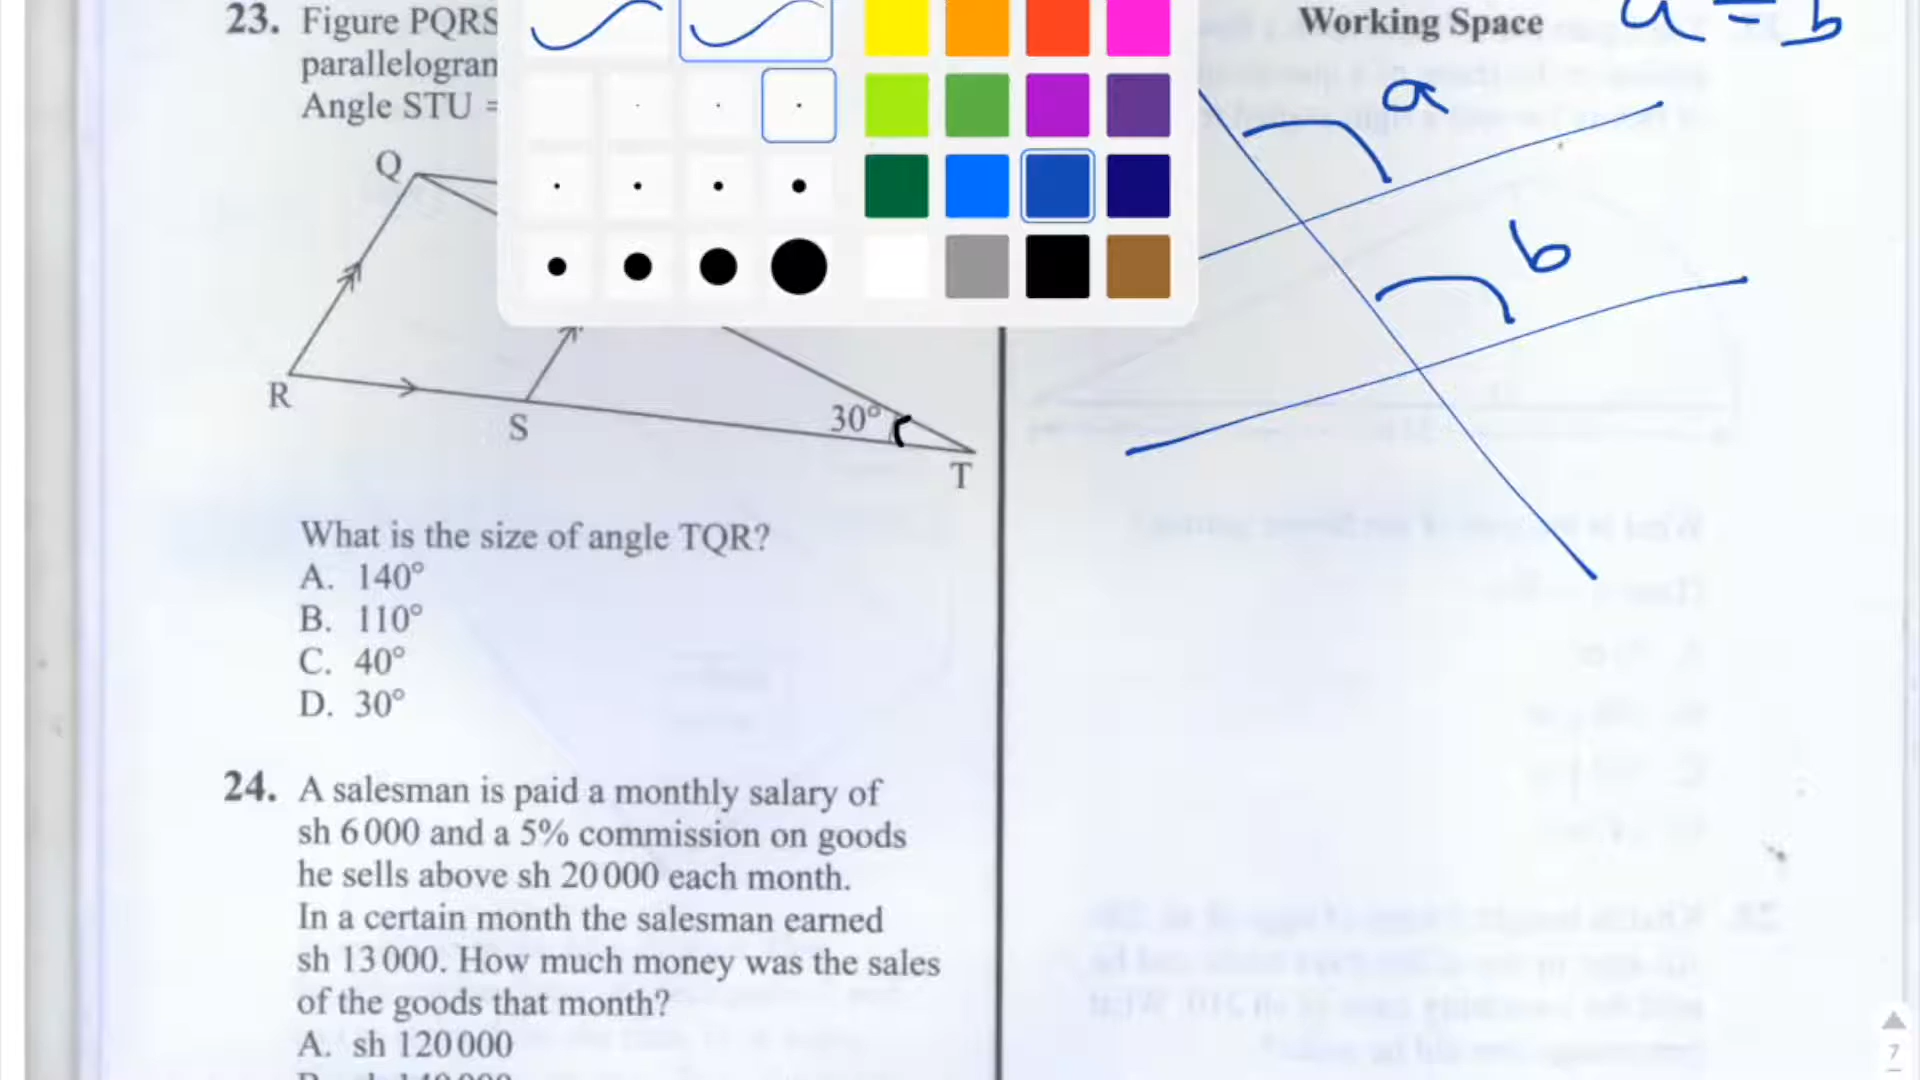 23. Figure PQRS
parallelogram
Angle STU =
Q
R
S
30°
T
What is the size of angle TQR?
A. 140°
B. 110°
C. 40°
D. 30°
24. A salesman is paid a monthly salary of
sh 6 000 and a 5% commission on goods
he sells above sh 20 000 each month.
In a certain month the salesman earned
sh 13 000. How much money was the sales
of the goods that month?
A. sh 120 000
Working Space
a = b
a
b
7